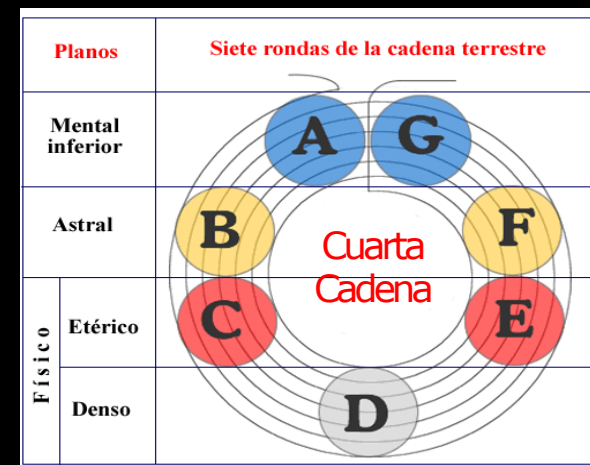 Planos
Siete rondas de la cadena terrestre
Mental
inferior
A
G
Astral
B
F
Cuarta
Cadena
Físico
Etérico
C
E
Denso
D